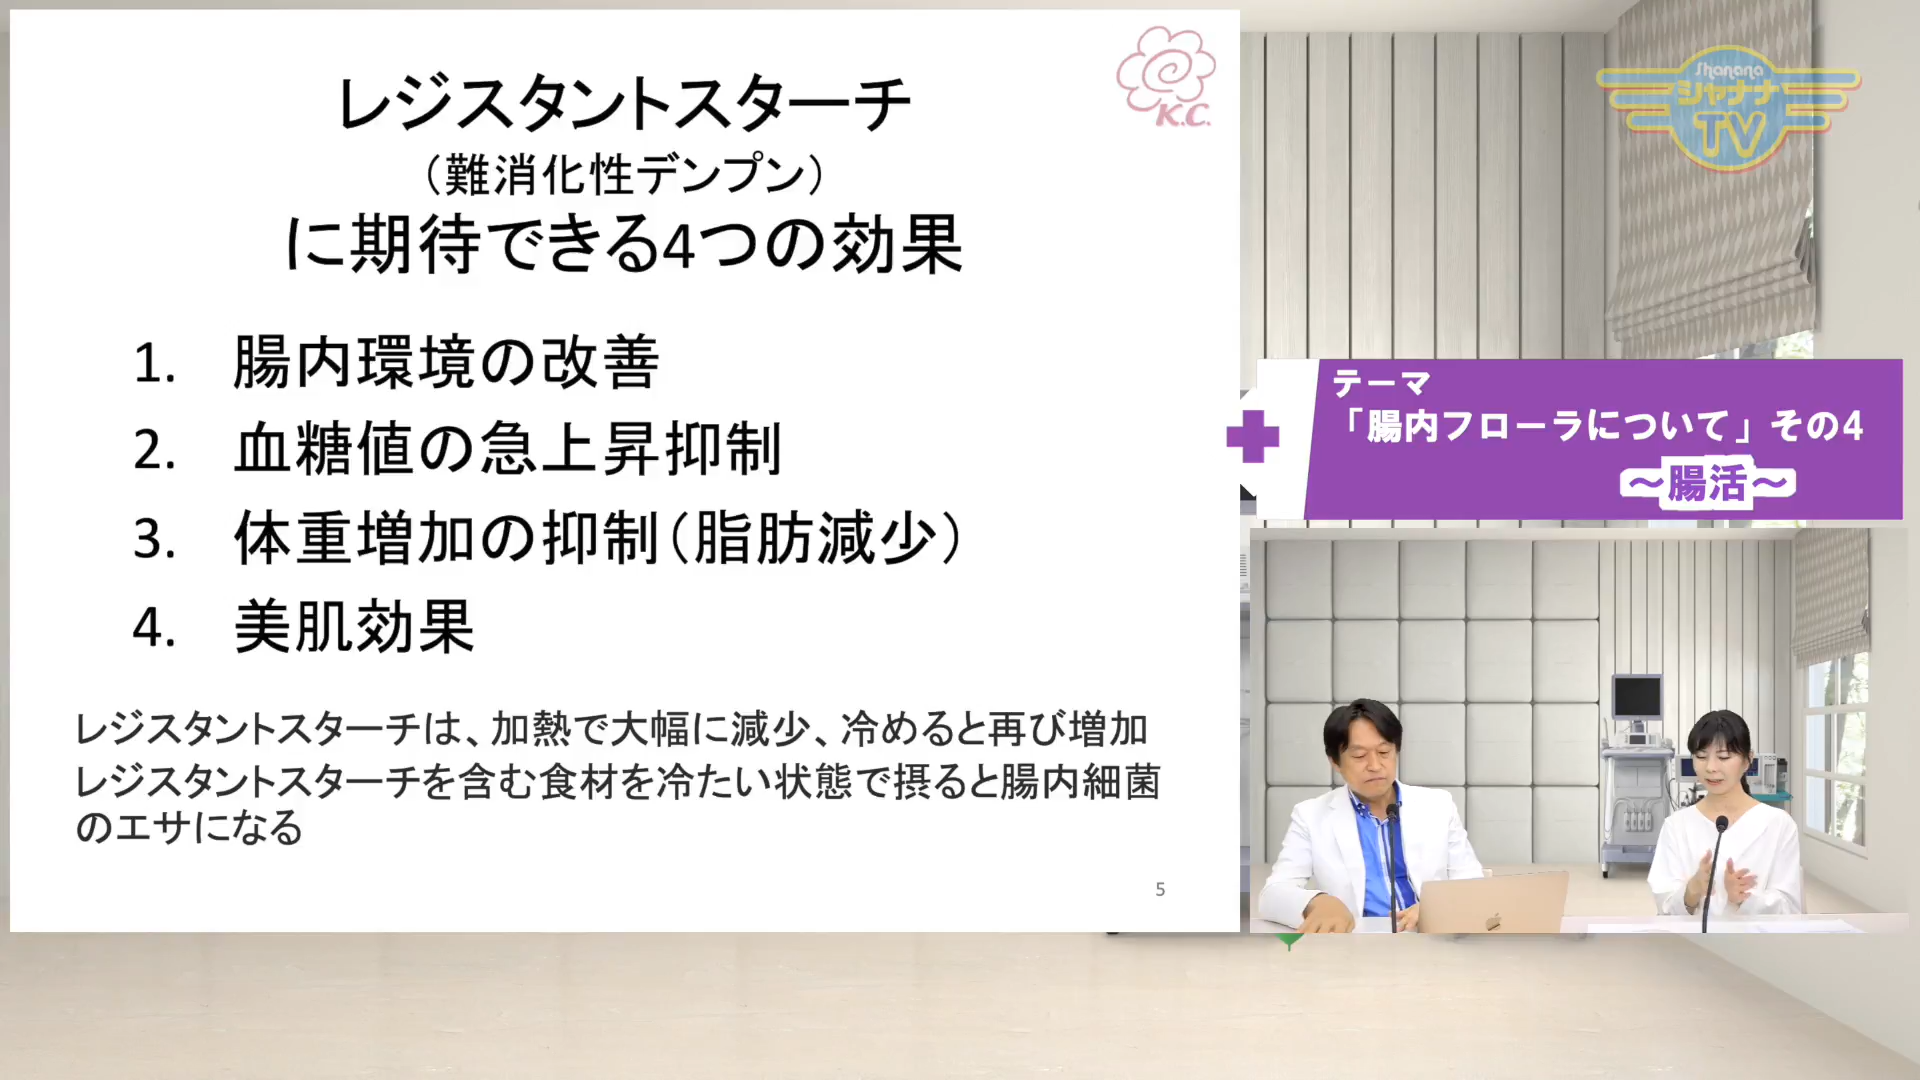 レジスタントスターチ
（難消化性デンプン）
に期待できる4つの効果
1. 腸内環境の改善
2. 血糖値の急上昇抑制
3. 体重増加の抑制（脂肪減少）
4. 美肌効果
レジスタントスターチは、加熱で大幅に減少、冷めると再び増加
レジスタントスターチを含む食材を冷たい状態で摂ると腸内細菌
のエサになる
5
K.C.
Shanana
シャナナ
TV
テーマ
「腸内フローラについて」その4
～腸活～